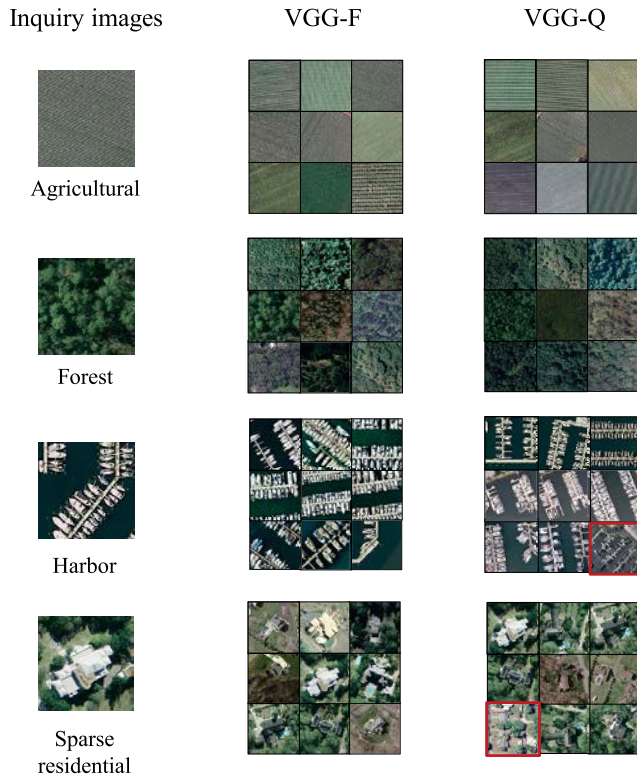 Inquiry images VGG-F VGG-Q
Agricultural
Forest
Harbor
Sparse
residential